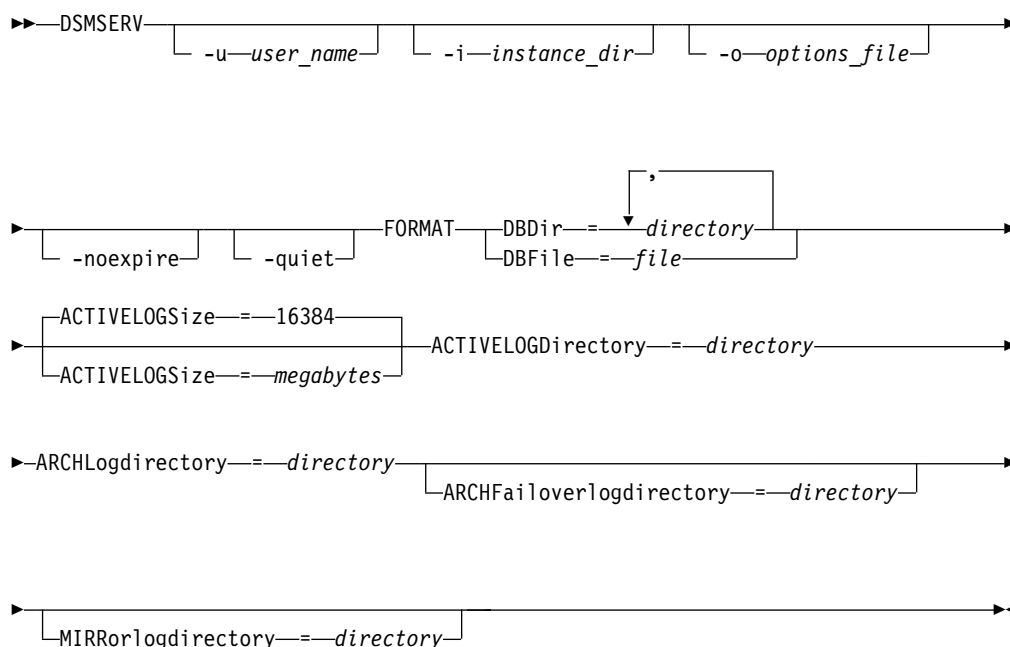 DSMSERV
-u user_name -i instance_dir -o options_file
,
FORMAT DBDir = directory
-noexpire -quiet DBFile = file
ACTIVELOGSize = 16384
ACTIVELOGDirectory = directory
ACTIVELOGSize = megabytes
ARCHLogdirectory = directory
ARCHFailoverlogdirectory = directory
MIRRorlogdirectory = directory